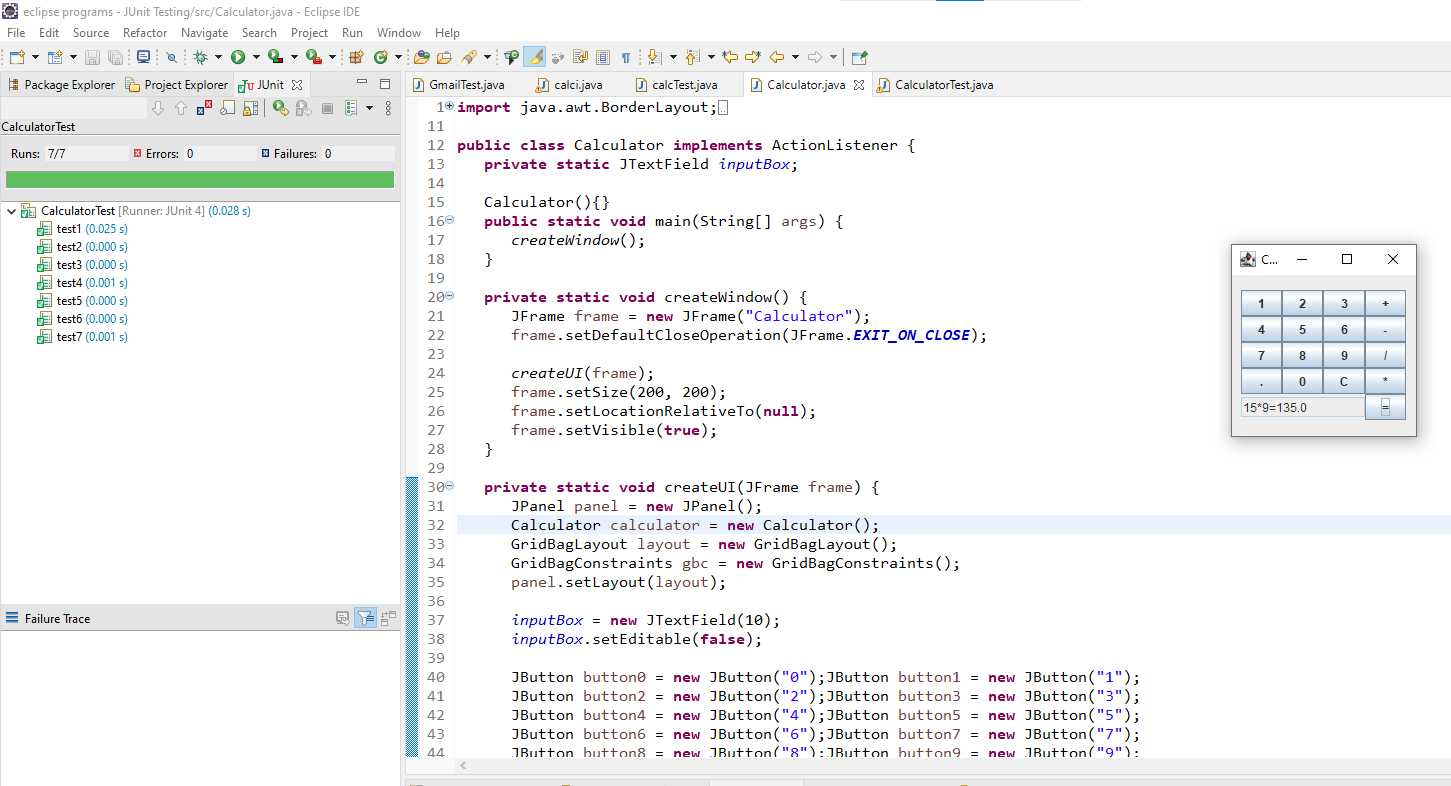 eclipse programs - JUnit Testing/src/Calculator.java - Eclipse IDE
File Edit Source Refactor Navigate Search Project Run Window Help
Package Explorer Project Explorer JUnit
GmailTest.java calci.java calcTest.java Calculator.java CalculatorTest.java
CalculatorTest
Runs: 7/7 Errors: 0 Failures: 0
CalculatorTest [Runner: JUnit 4] (0.028 s)
test1 (0.025 s)
test2 (0.000 s)
test3 (0.000 s)
test4 (0.001 s)
test5 (0.000 s)
test6 (0.000 s)
test7 (0.001 s)
Failure Trace
1 import java.awt.BorderLayout;
11
12 public class Calculator implements ActionListener {
13 private static JTextField inputBox;
14
15 Calculator(){}
16 public static void main(String[] args) {
17 createWindow();
18 }
19
20 private static void createWindow() {
21 JFrame frame = new JFrame("Calculator");
22 frame.setDefaultCloseOperation(JFrame.EXIT_ON_CLOSE);
23
24 createUI(frame);
25 frame.setSize(200, 200);
26 frame.setLocationRelativeTo(null);
27 frame.setVisible(true);
28 }
29
30 private static void createUI(JFrame frame) {
31 JPanel panel = new JPanel();
32 Calculator calculator = new Calculator();
33 GridBagLayout layout = new GridBagLayout();
34 GridBagConstraints gbc = new GridBagConstraints();
35 panel.setLayout(layout);
36
37 inputBox = new JTextField(10);
38 inputBox.setEditable(false);
39
40 JButton button0 = new JButton("0");JButton button1 = new JButton("1");
41 JButton button2 = new JButton("2");JButton button3 = new JButton("3");
42 JButton button4 = new JButton("4");JButton button5 = new JButton("5");
43 JButton button6 = new JButton("6");JButton button7 = new JButton("7");
44 JButton button8 = new JButton("8");JButton button9 = new JButton("9");
C...
1 2 3 +
4 5 6 -
7 8 9 /
. 0 C *
15*9=135.0 =